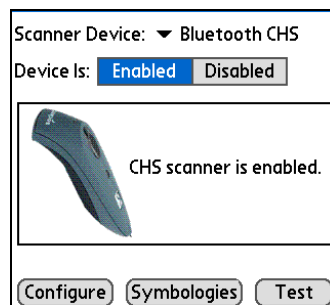 Scanner Device: Bluetooth CHS
Device Is: Enabled Disabled
CHS scanner is enabled.
Configure Symbologies Test